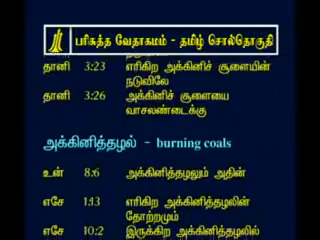 பரிசுத்த வேதாகமம் - தமிழ் சொல்தொகுதி
தானி 3:23 எரிகிற அக்கினிச் சூளையின்
நடுவிலே
தானி 3:26 அக்கினிச் சூளையை
வாசலண்டைக்கு
அக்கினித்தழல் - burning coals
உன் 8:6 அக்கினித்தழலும் அதின்
எசே 1:13 எரிகிற அக்கினித்தழலின்
தோற்றமும்
எசே 10:2 இருக்கிற அக்கினித்தழலில்